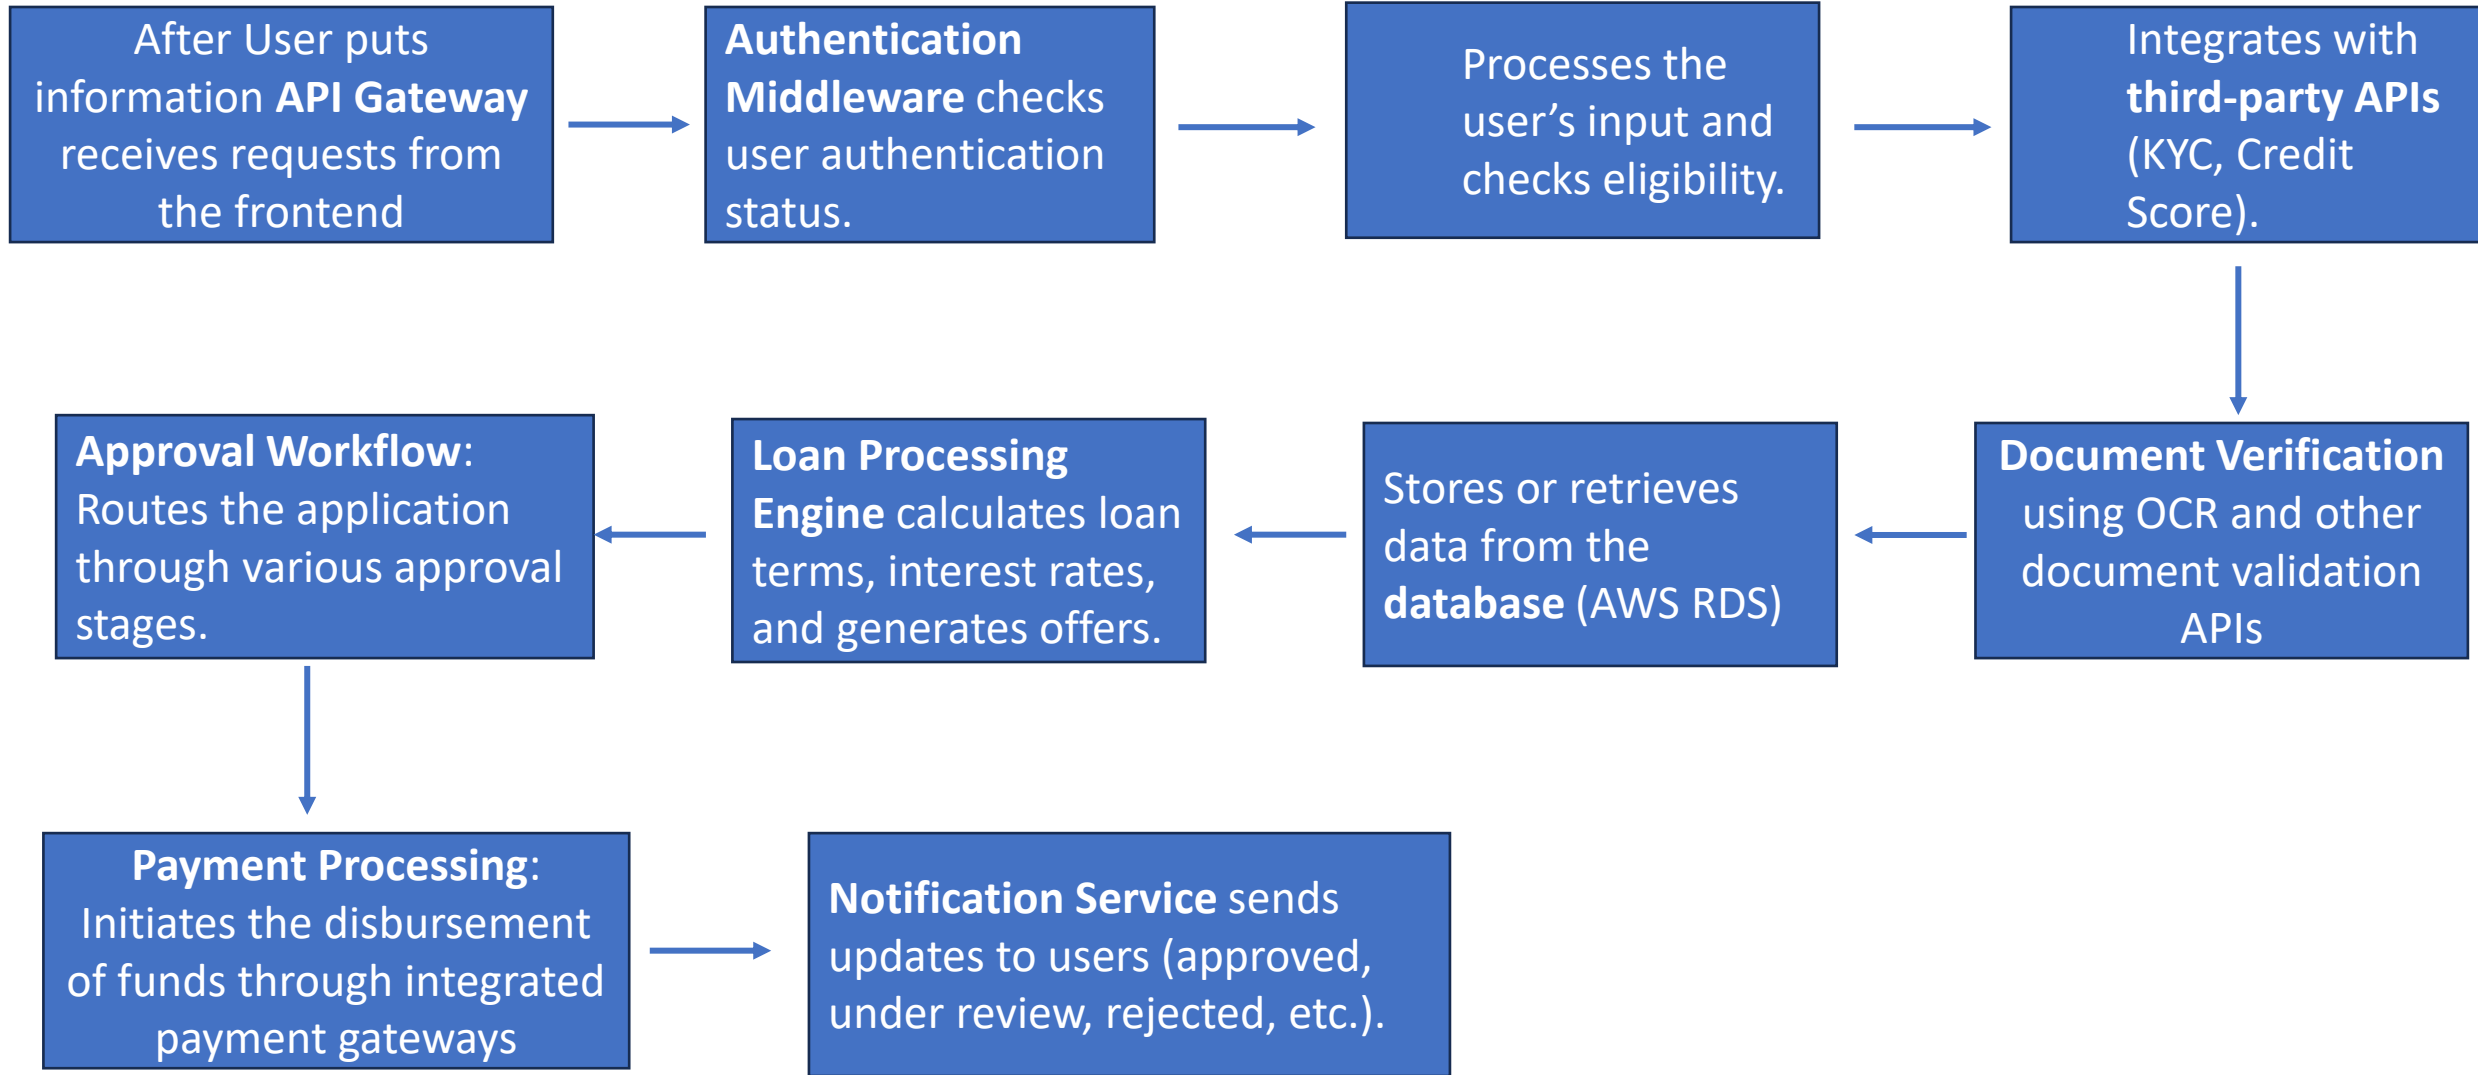 After User puts
information API Gateway
receives requests from
the frontend
Authentication
Middleware checks
user authentication
status.
Processes the
user’s input and
checks eligibility.
Integrates with
third-party APIs
(KYC, Credit
Score).
Document Verification
using OCR and other
document validation
APIs
Stores or retrieves
data from the
database (AWS RDS)
Loan Processing
Engine calculates loan
terms, interest rates,
and generates offers.
Approval Workflow:
Routes the application
through various approval
stages.
Payment Processing:
Initiates the disbursement
of funds through integrated
payment gateways
Notification Service sends
updates to users (approved,
under review, rejected, etc.).